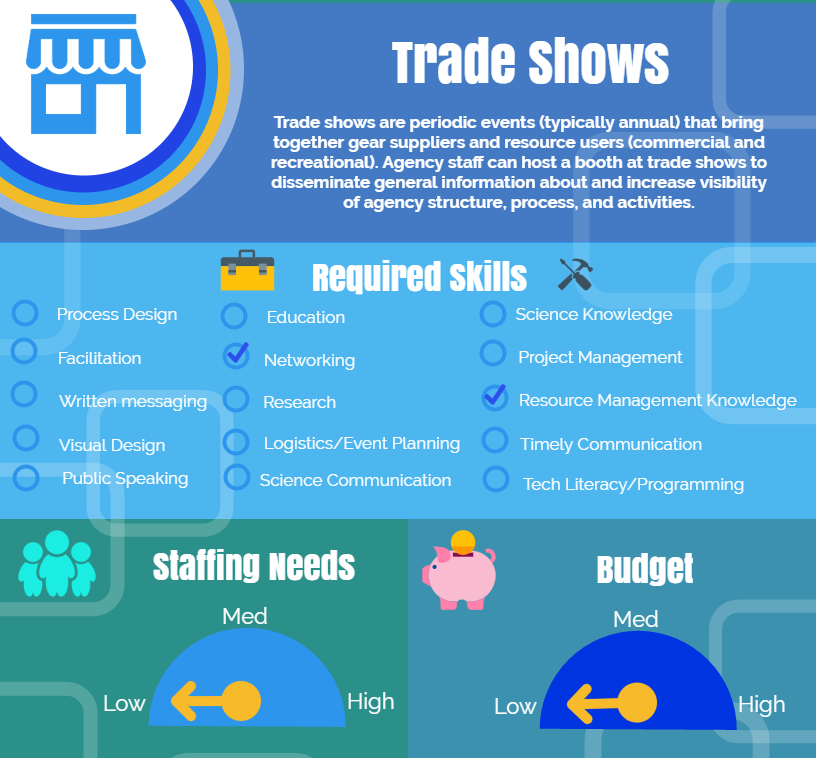 Trade Shows
Trade shows are periodic events (typically annual) that bring
together gear suppliers and resource users (commercial and
recreational). Agency staff can host a booth at trade shows to
disseminate general information about and increase visibility
of agency structure, process, and activities.
Required Skills
Process Design
Facilitation
Written messaging
Visual Design
Public Speaking
Education
Networking
Research
Logistics/Event Planning
Science Communication
Science Knowledge
Project Management
Resource Management Knowledge
Timely Communication
Tech Literacy/Programming
Staffing Needs
Med
Low
High
Budget
Med
Low
High